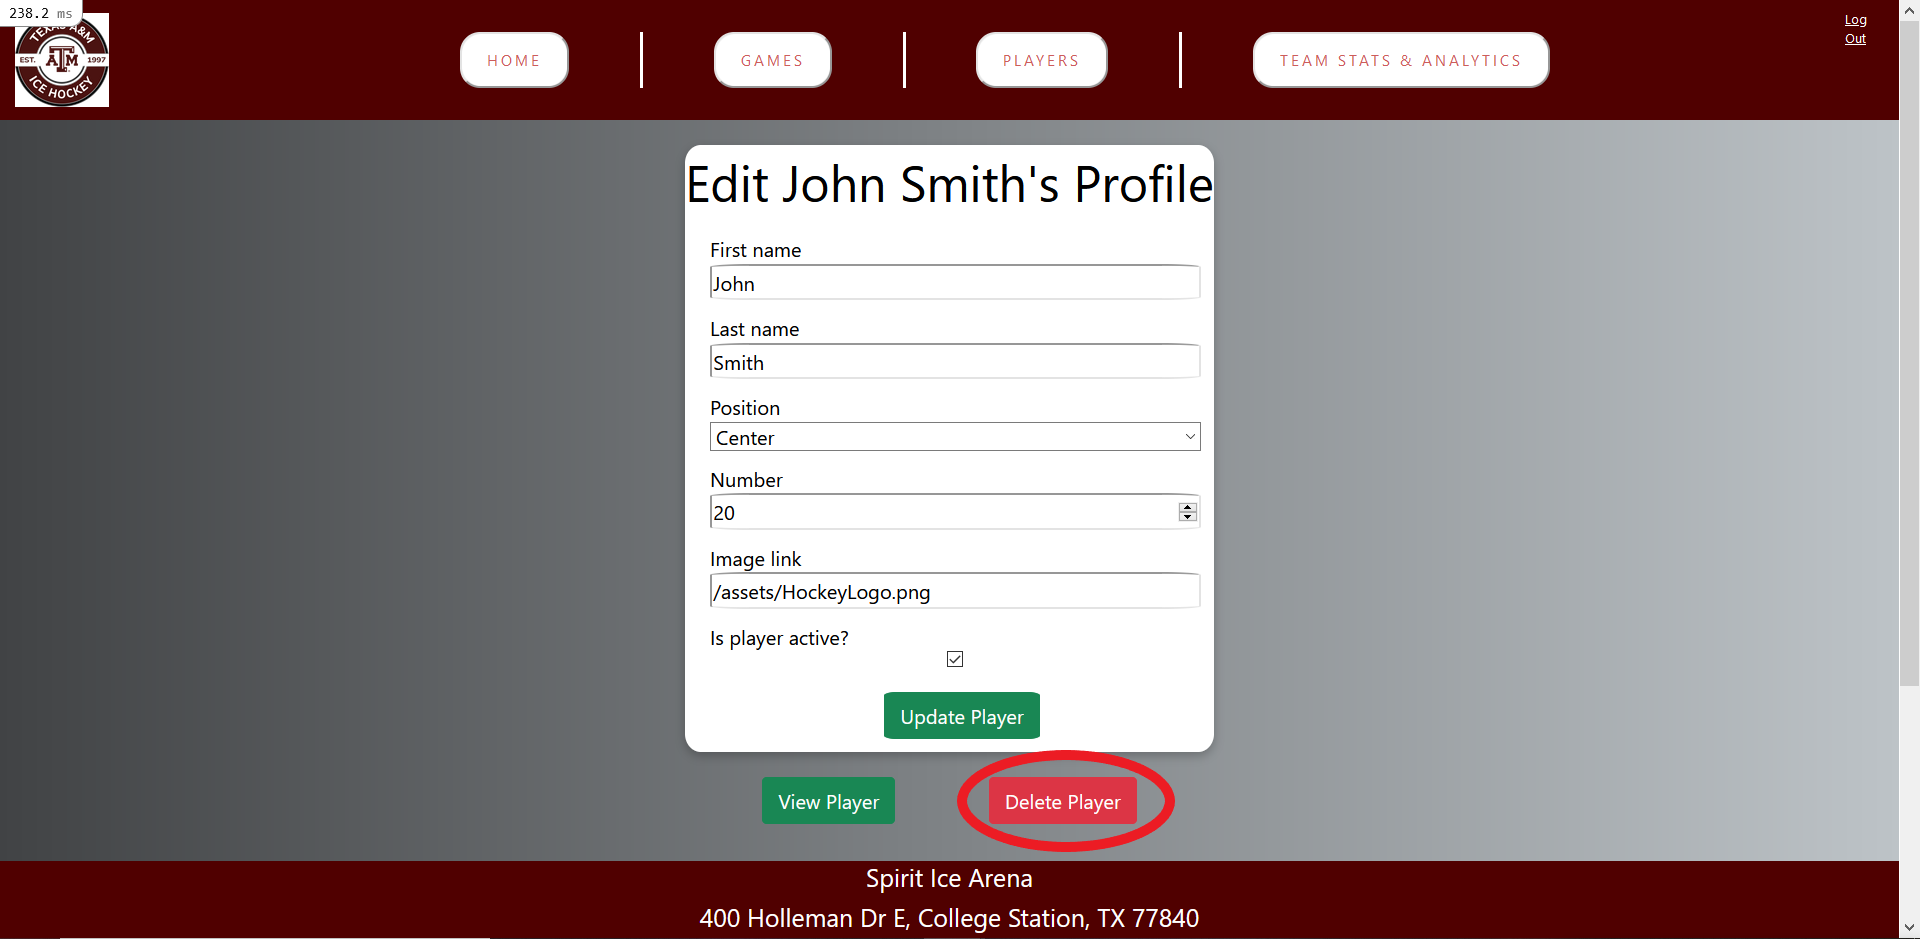 238.2 ms
TEXAS A&M
EST. ATM 1997
ICE HOCKEY
HOME
GAMES
PLAYERS
TEAM STATS & ANALYTICS
Log
Out
Edit John Smith's Profile
First name
John
Last name
Smith
Position
Center
Number
20
Image link
/assets/HockeyLogo.png
Is player active?
Update Player
View Player
Delete Player
Spirit Ice Arena
400 Holleman Dr E, College Station, TX 77840